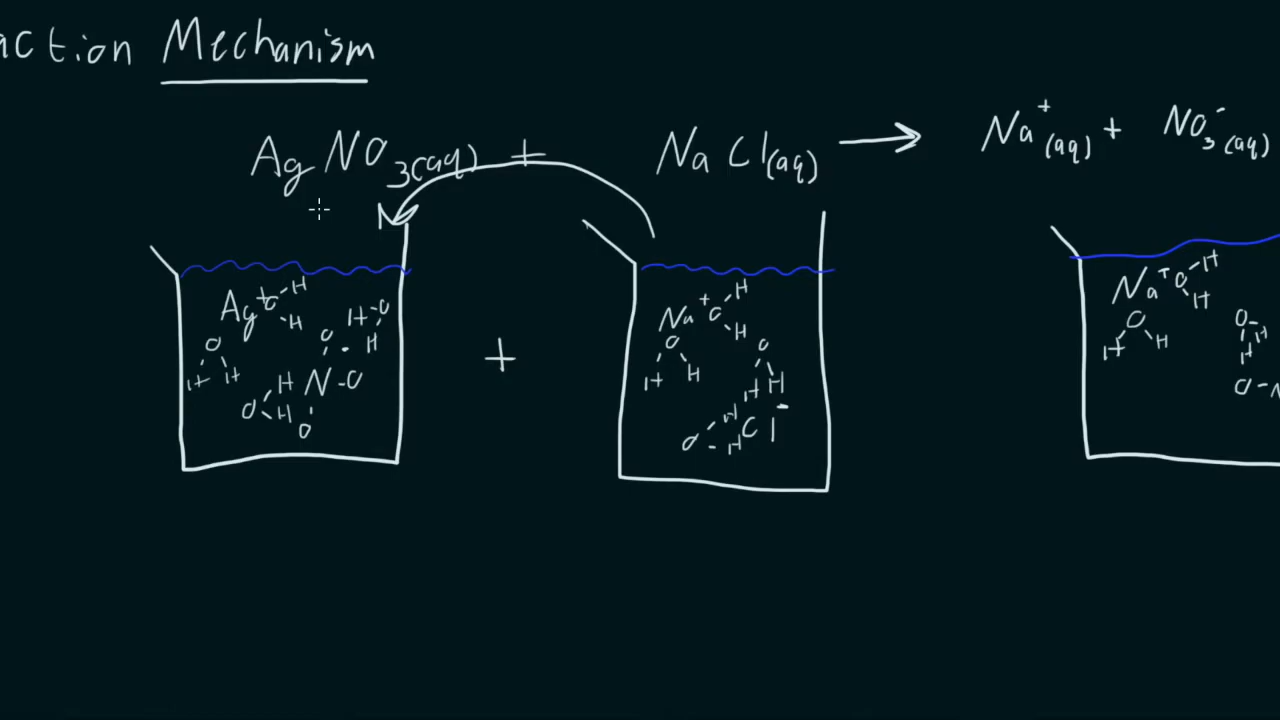 action Mechanism
AgNO₃(aq) + NaCl(aq) → Na⁺(aq) + NO₃⁻(aq)
Ag⁺ O H H
O H H
O H H
O N O O
H O H
+
Na⁺ O H H
O H H
O H H
O H H Cl⁻
Na⁺ O H H
O H H
O H H
O N